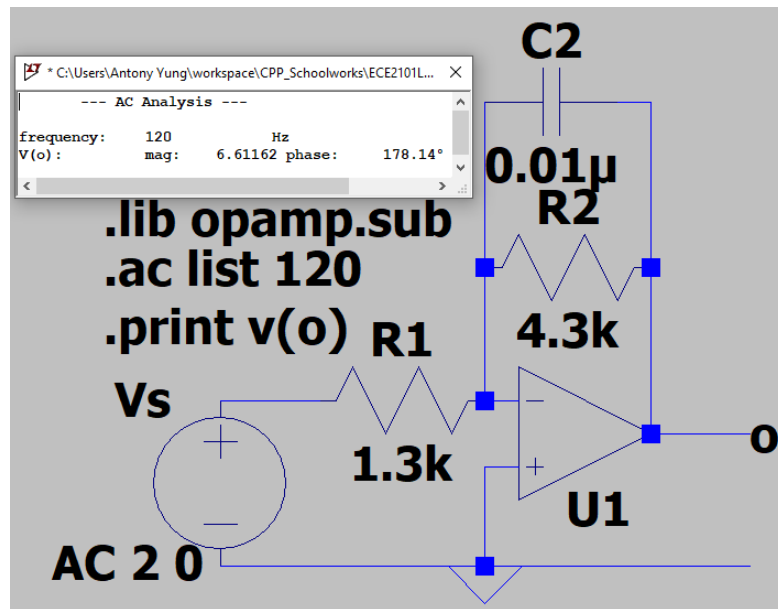 C2
* C:\Users\Antony Yung\workspace\CPP_Schoolworks\ECE2101L...
--- AC Analysis ---
frequency: 120 Hz
V(o): mag: 6.61162 phase: 178.14°
0.01µ
R2
.lib opamp.sub
.ac list 120
.print v(o)
R1
4.3k
Vs
1.3k
o
U1
AC 2 0